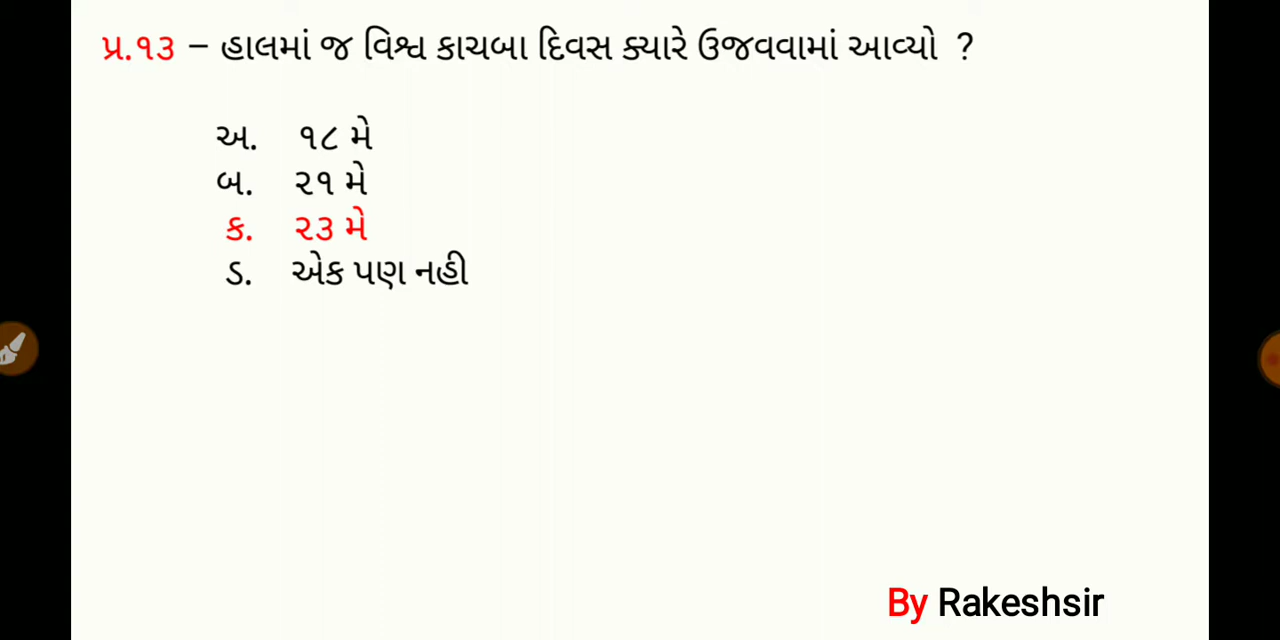 પ્ર.૧૩ – હાલમાં જ વિશ્વ કાચબા દિવસ ક્યારે ઉજવવામાં આવ્યો ?
અ. ૧૮ મે
બ. ૨૧ મે
ક. ૨૩ મે
ડ. એક પણ નહી
By Rakeshsir